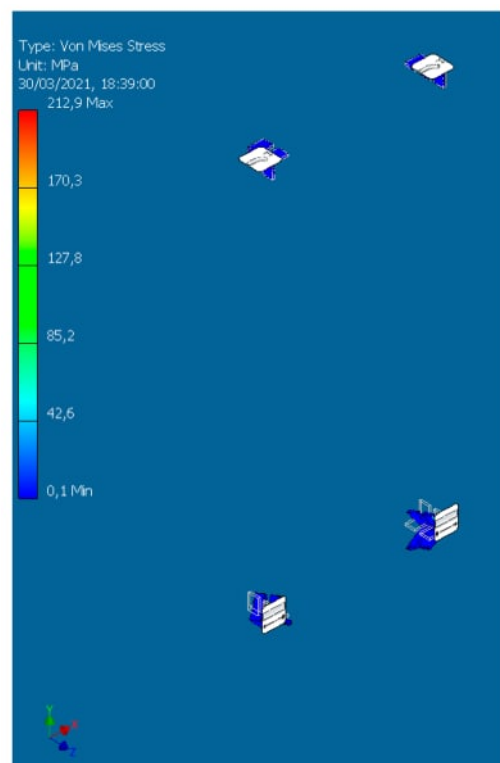 Type: Von Mises Stress
Unit: MPa
30/03/2021, 18:39:00
212,9 Max
170,3
127,8
85,2
42,6
0,1 Min
Y
X
Z